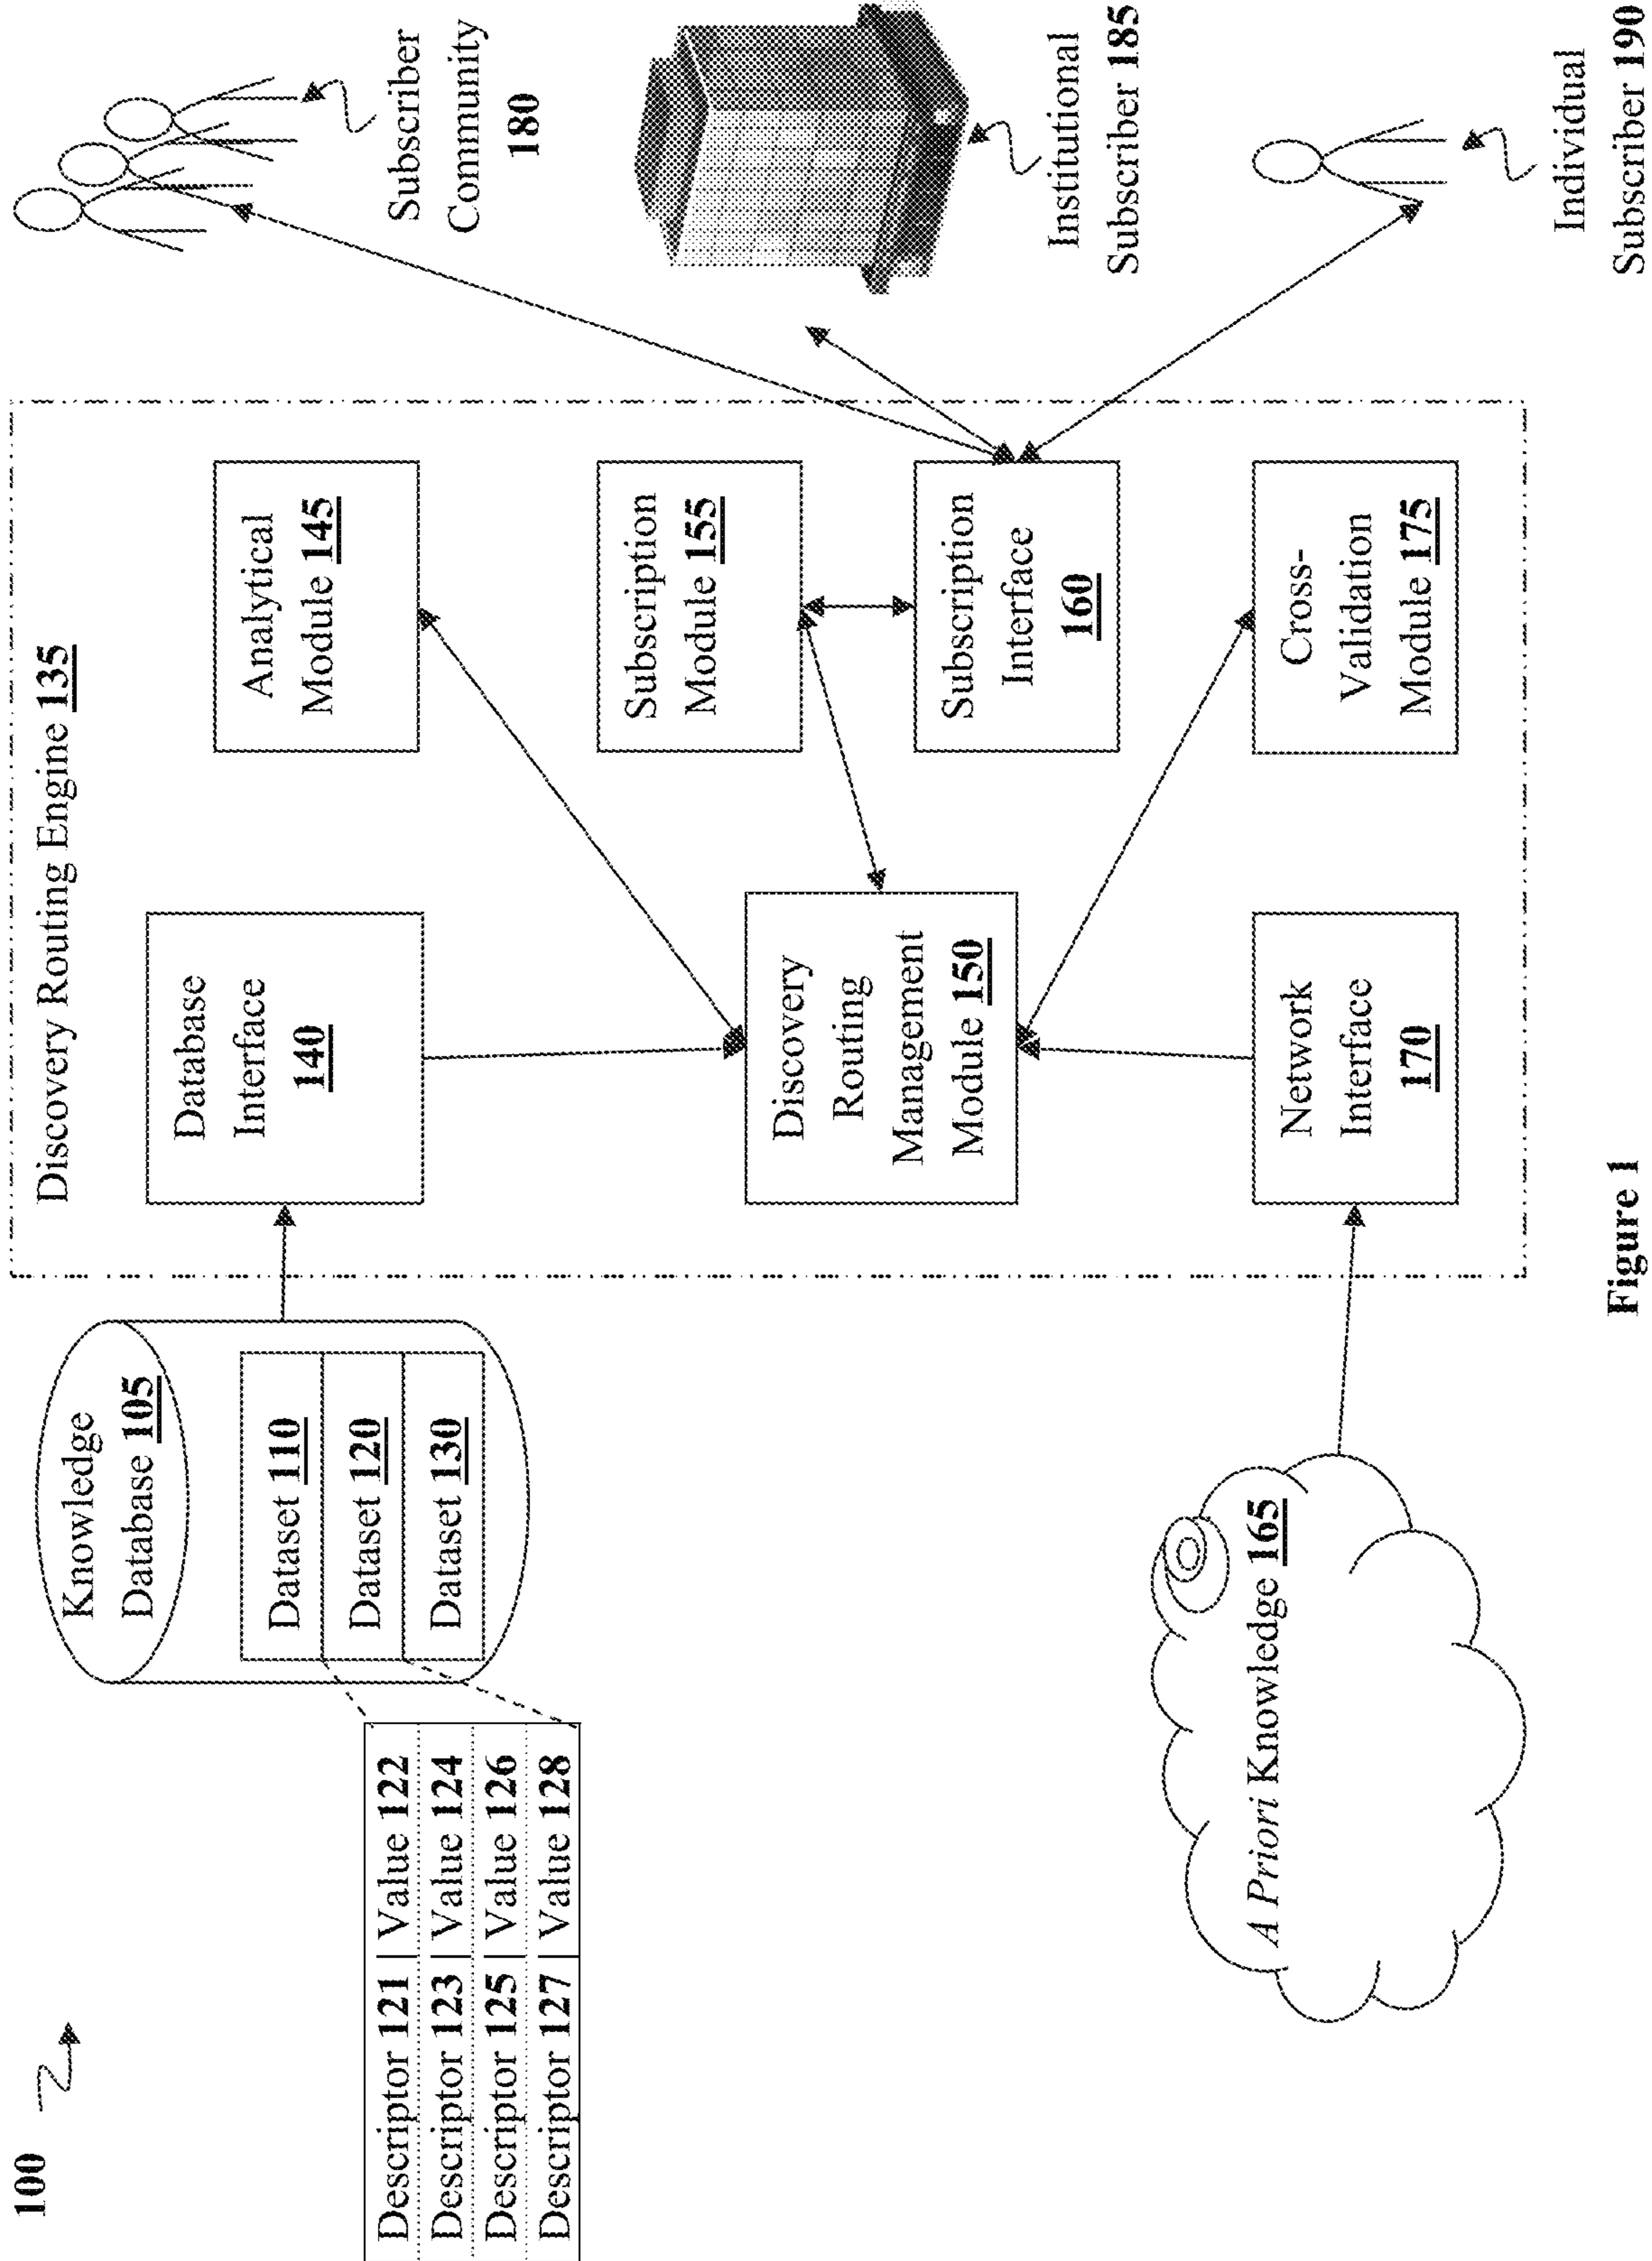 100
Descriptor 121 | Value 122
Descriptor 123 | Value 124
Descriptor 125 | Value 126
Descriptor 127 | Value 128
Knowledge
Database 105
Dataset 110
Dataset 120
Dataset 130
A Priori Knowledge 165
Discovery Routing Engine 135
Database
Interface
140
Analytical
Module 145
Discovery
Routing
Management
Module 150
Subscription
Module 155
Subscription
Interface
160
Network
Interface
170
Cross-
Validation
Module 175
Subscriber
Community
180
Institutional
Subscriber 185
Individual
Subscriber 190
Figure 1